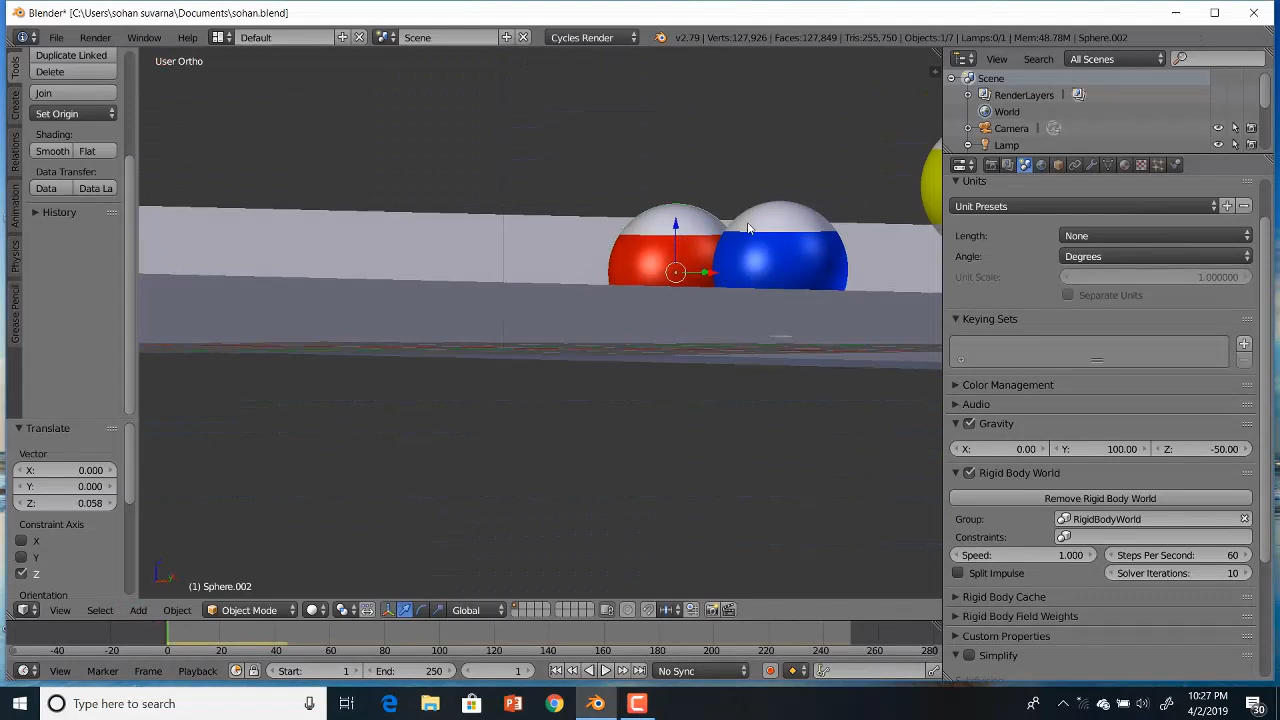 Blender* [C:\Users\sohan suvarna\Documents\sohan.blend]
File Render Window Help Default Scene Cycles Render v2.79 | Verts:127,926 | Faces:127,849 | Tris:255,750 | Objects:1/7 | Lamps:0/1 | Mem:48.78M | Sphere.002
Tools
Create
Relations
Animation
Physics
Grease Pencil
Duplicate Linked
Delete
Join
Set Origin
Shading:
Smooth Flat
Data Transfer:
Data Data La
History
Translate
Vector
X: 0.000
Y: 0.000
Z: 0.058
Constraint Axis
X
Y
Z
Orientation
User Ortho
(1) Sphere.002
View Select Add Object Object Mode Global
-40 -20 0 20 40 60 80 100 120 140 160 180 200 220 240 260 280
View Marker Frame Playback Start: 1 End: 250 1 No Sync
View Search All Scenes
Scene
RenderLayers |
World
Camera
Lamp
Units
Unit Presets
Length: None
Angle: Degrees
Unit Scale: 1.000000
Separate Units
Keying Sets
Color Management
Audio
Gravity
X: 0.00 Y: 100.00 Z: -50.00
Rigid Body World
Remove Rigid Body World
Group: RigidBodyWorld
Constraints:
Speed: 1.000 Steps Per Second: 60
Split Impulse Solver Iterations: 10
Rigid Body Cache
Rigid Body Field Weights
Custom Properties
Simplify
Type here to search
10:27 PM
4/2/2019
30